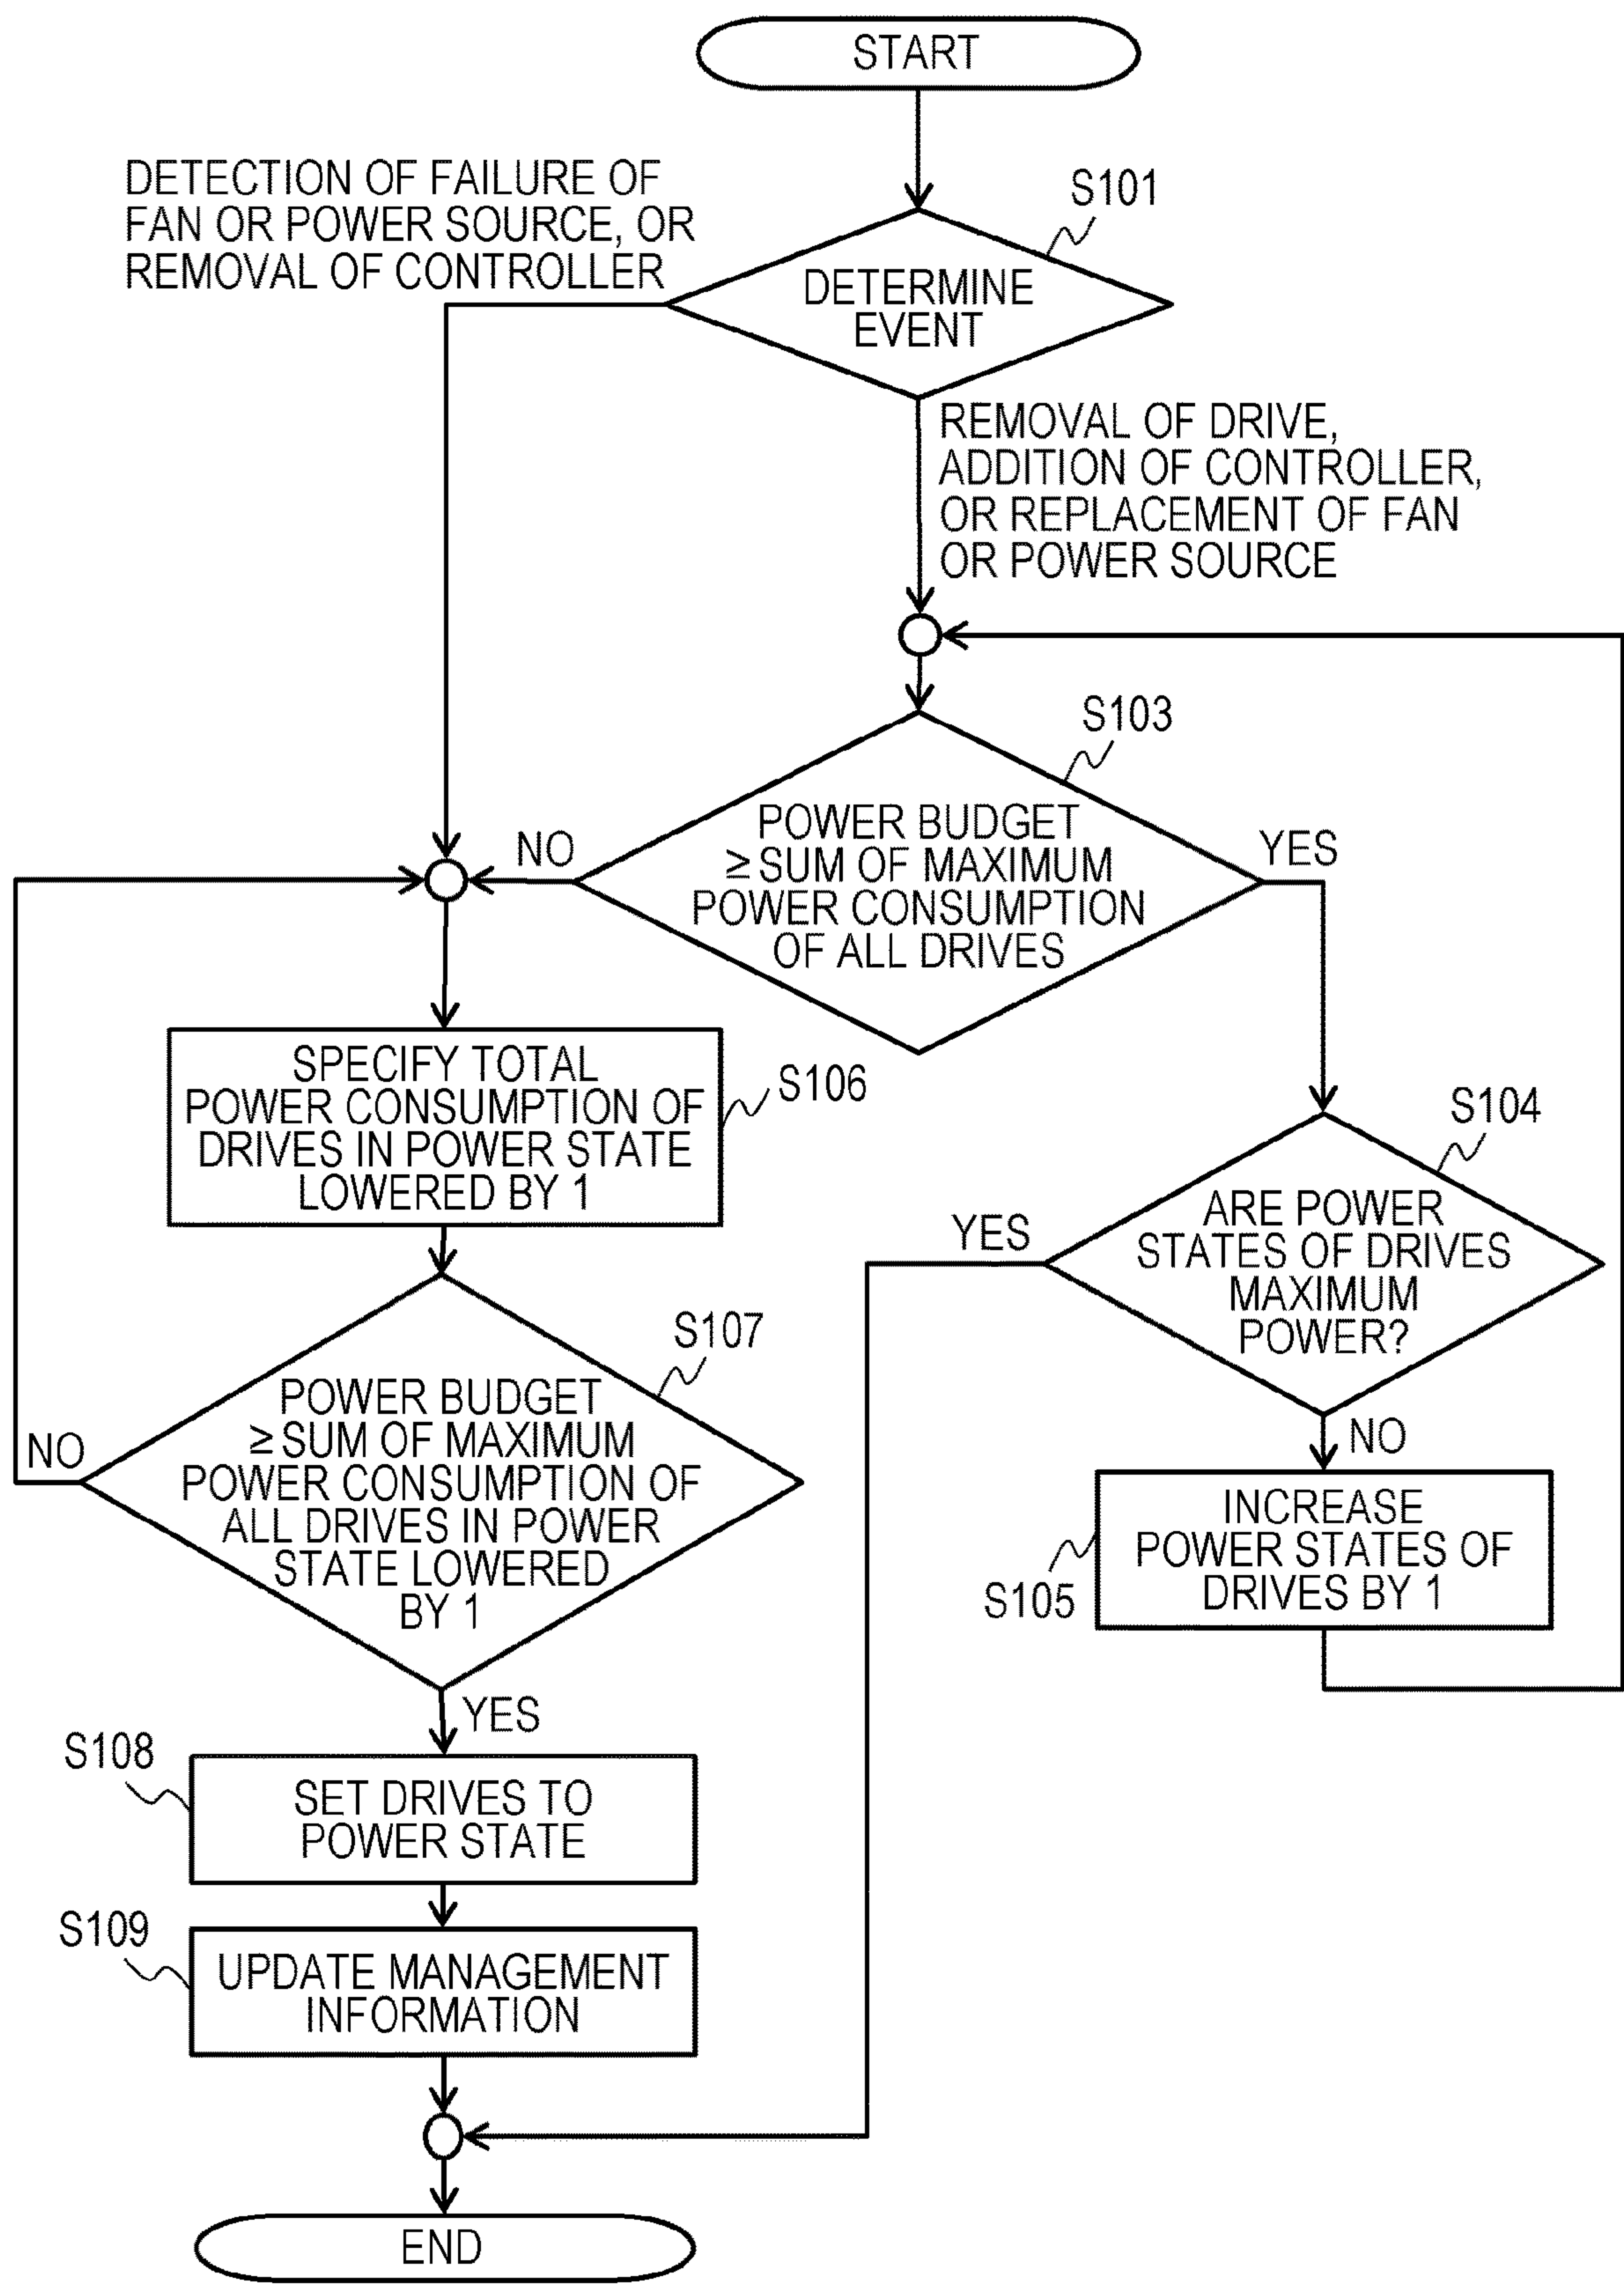 START
DETECTION OF FAILURE OF
FAN OR POWER SOURCE, OR
REMOVAL OF CONTROLLER
S101
DETERMINE
EVENT
REMOVAL OF DRIVE,
ADDITION OF CONTROLLER,
OR REPLACEMENT OF FAN
OR POWER SOURCE
S103
POWER BUDGET
≥ SUM OF MAXIMUM
POWER CONSUMPTION
OF ALL DRIVES
NO
YES
SPECIFY TOTAL
POWER CONSUMPTION OF
DRIVES IN POWER STATE
LOWERED BY 1
S106
S104
ARE POWER
STATES OF DRIVES
MAXIMUM
POWER?
YES
NO
S107
POWER BUDGET
≥ SUM OF MAXIMUM
POWER CONSUMPTION OF
ALL DRIVES IN POWER
STATE LOWERED
BY 1
NO
YES
INCREASE
POWER STATES OF
DRIVES BY 1
S105
S108
SET DRIVES TO
POWER STATE
S109
UPDATE MANAGEMENT
INFORMATION
END